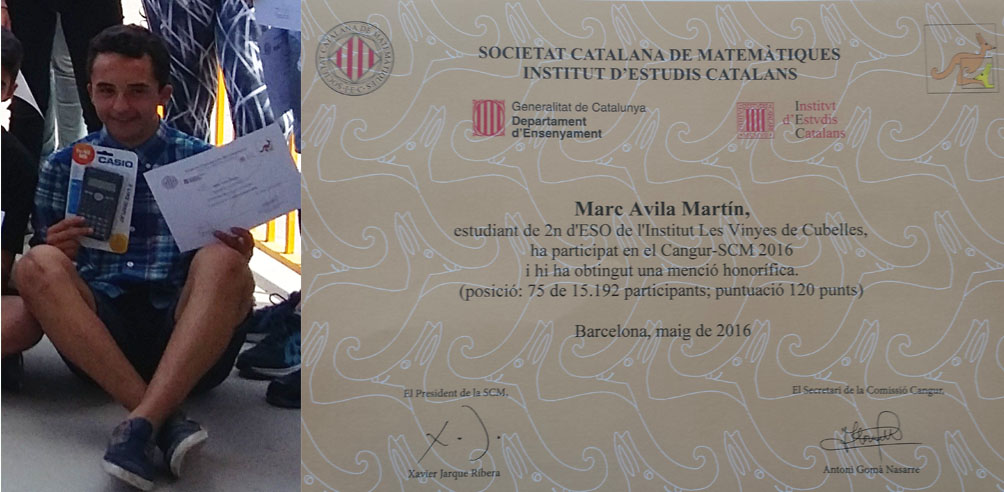 CASIO
SOCIETAT CATALANA DE MATEMÀTIQUES
INSTITUT D'ESTUDIS CATALANS
Generalitat de Catalunya
Departament
d'Ensenyament
Institvt
d'Estvdis
Catalans
Marc Avila Martín,
estudiant de 2n d'ESO de l'Institut Les Vinyes de Cubelles,
ha participat en el Cangur-SCM 2016
i hi ha obtingut una menció honorífica.
(posició: 75 de 15.192 participants; puntuació 120 punts)
Barcelona, maig de 2016
El President de la SCM,
El Secretari de la Comissió Cangur,
Xavier Jarque Ribera
Antoni Gomà Nasarre